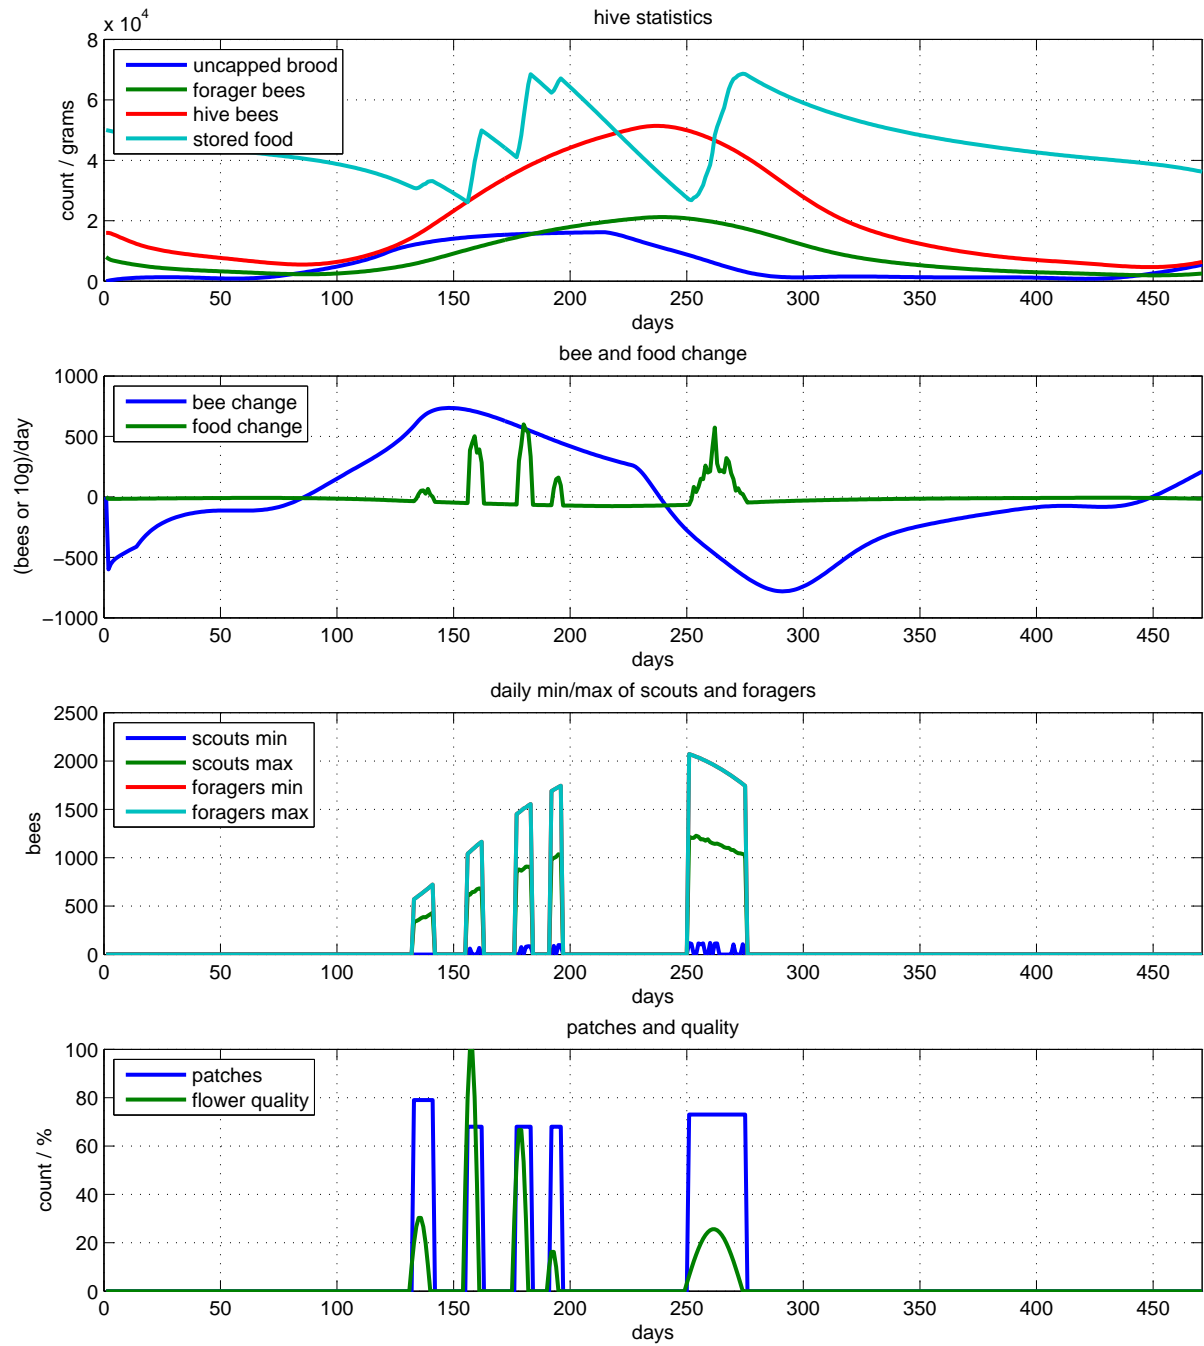 hive statistics
x 10^4
8
6
4
2
0
count / grams
uncapped brood
forager bees
hive bees
stored food
0 50 100 150 200 250 300 350 400 450
days
bee and food change
1000
500
0
−500
−1000
(bees or 10g)/day
bee change
food change
0 50 100 150 200 250 300 350 400 450
days
daily min/max of scouts and foragers
2500
2000
1500
1000
500
0
bees
scouts min
scouts max
foragers min
foragers max
0 50 100 150 200 250 300 350 400 450
days
patches and quality
100
80
60
40
20
0
count / %
patches
flower quality
0 50 100 150 200 250 300 350 400 450
days